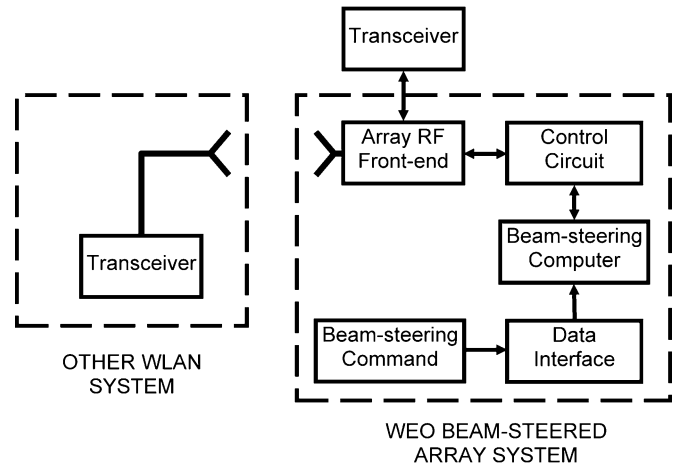 Transceiver
Array RF
Front-end
Control
Circuit
Transceiver
Beam-steering
Computer
Beam-steering
Command
Data
Interface
OTHER WLAN
SYSTEM
WEO BEAM-STEERED
ARRAY SYSTEM